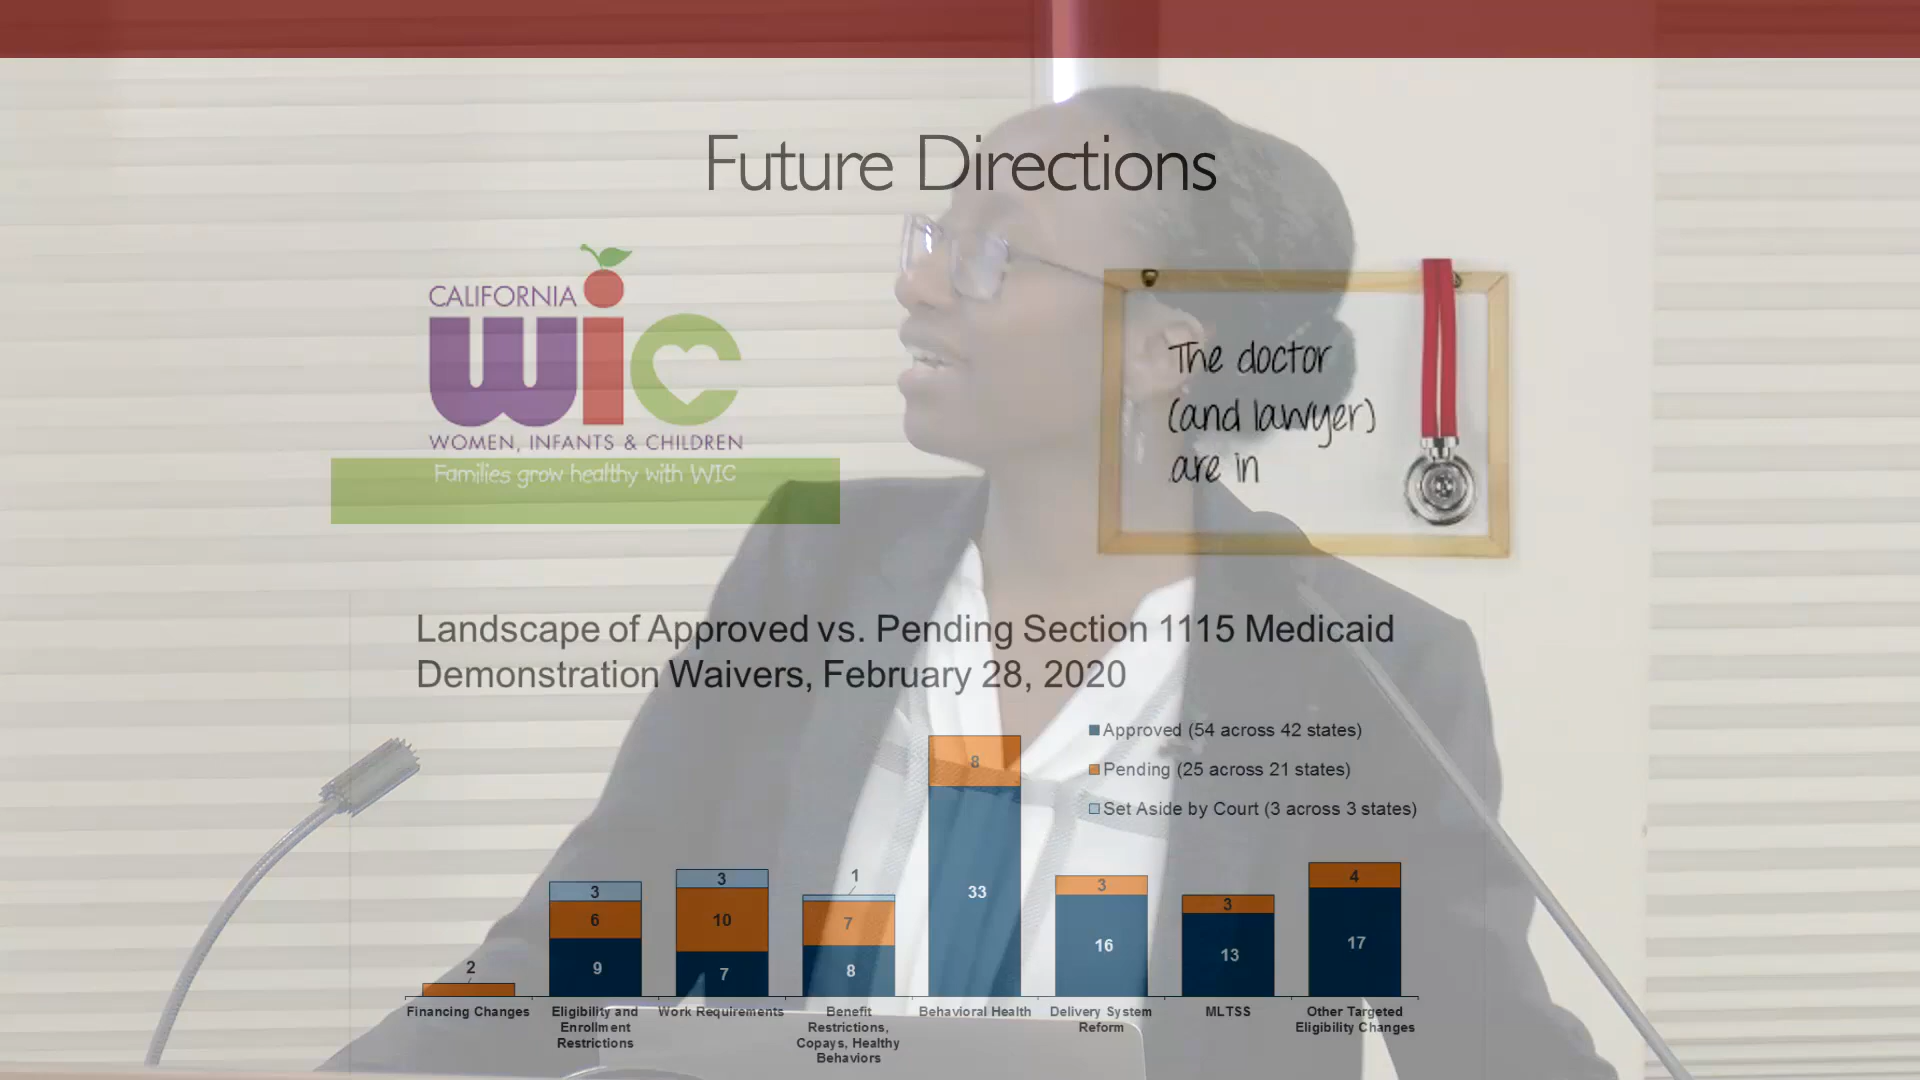 Future Directions
CALIFORNIA
wic
WOMEN, INFANTS & CHILDREN
Families grow healthy with WIC
The doctor
(and lawyer)
are in
Landscape of Approved vs. Pending Section 1115 Medicaid
Demonstration Waivers, February 28, 2020
Approved (54 across 42 states)
Pending (25 across 21 states)
Set Aside by Court (3 across 3 states)
2
3
6
9
3
10
7
1
7
8
8
33
3
16
3
13
4
17
Financing Changes
Eligibility and
Enrollment
Restrictions
Work Requirements
Benefit
Restrictions,
Copays, Healthy
Behaviors
Behavioral Health
Delivery System
Reform
MLTSS
Other Targeted
Eligibility Changes